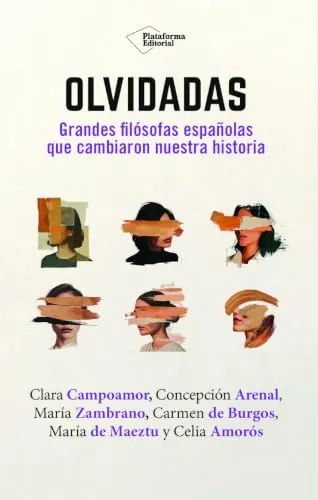 Plataforma
Editorial
OLVIDADAS
Grandes filósofas españolas
que cambiaron nuestra historia
Clara Campoamor, Concepción Arenal,
María Zambrano, Carmen de Burgos,
María de Maeztu y Celia Amorós